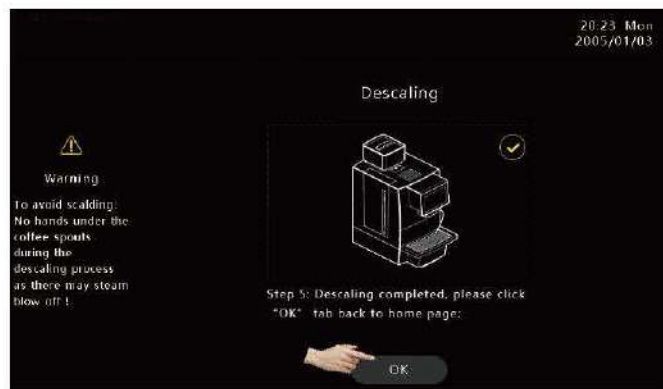 20:23 Mon
2005/01/03
Descaling
Warning
To avoid scalding:
No hands under the
coffee spouts
during the
descaling process
as there may steam
blow off !
Step 5: Descaling completed, please click
"OK" tab back to home page:
OK